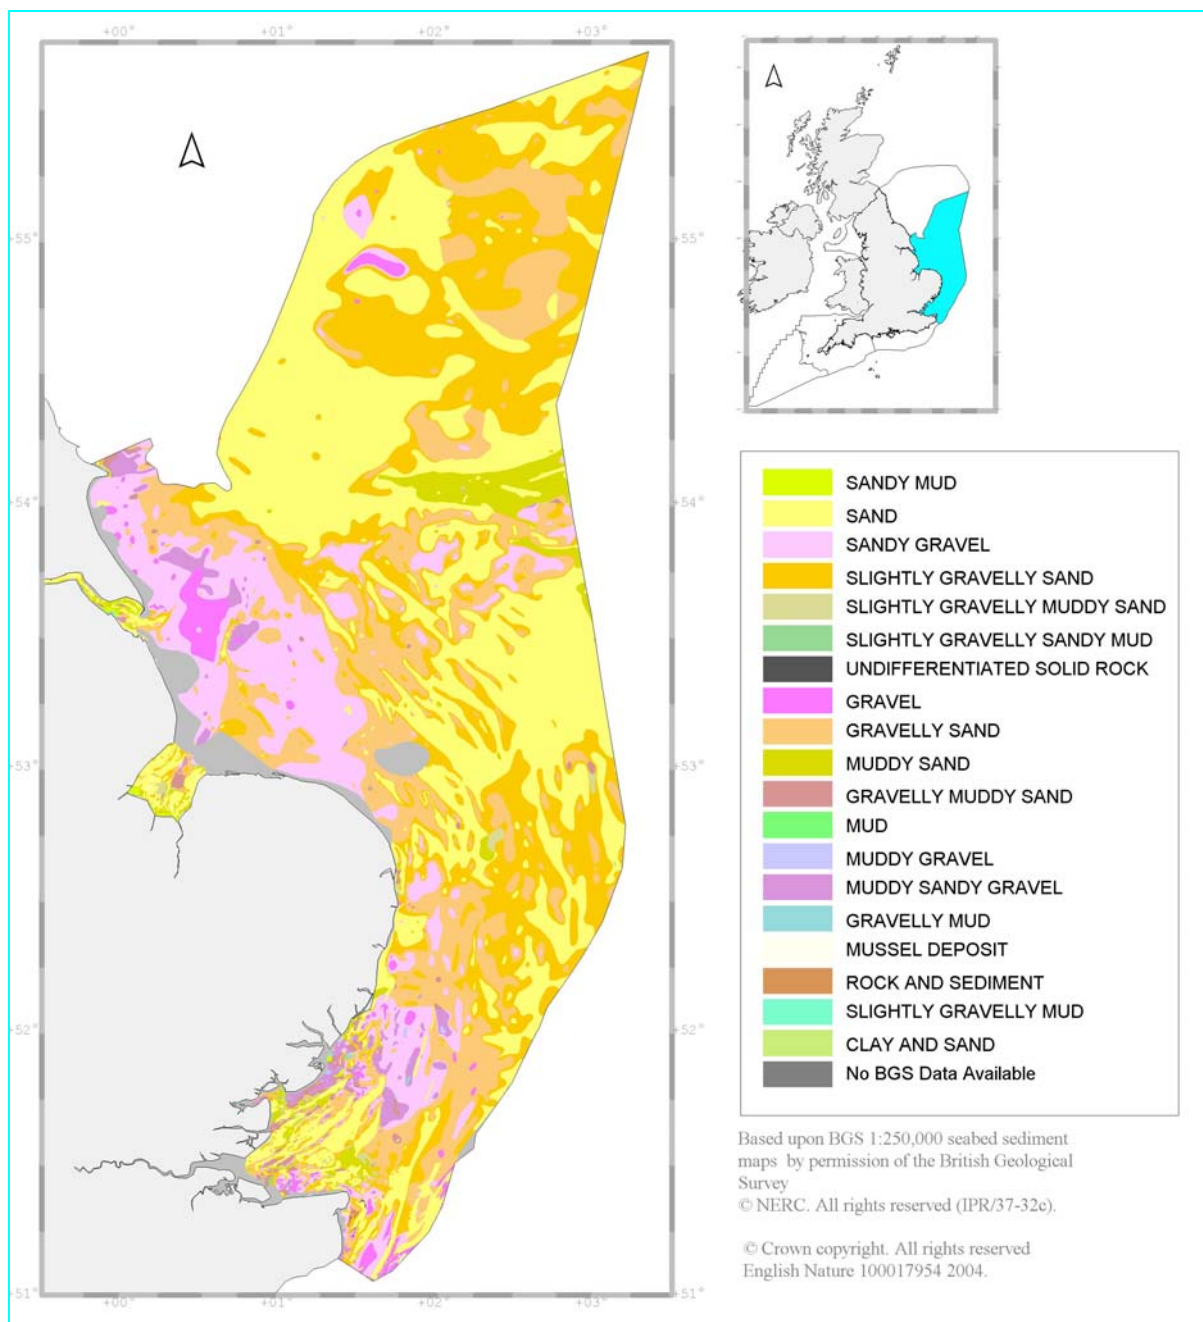 +00° +01° +02° +03°
+55° +55°
+54° +54°
+53° +53°
+52° +52°
+51° +51°
+00° +01° +02° +03°
SANDY MUD
SAND
SANDY GRAVEL
SLIGHTLY GRAVELLY SAND
SLIGHTLY GRAVELLY MUDDY SAND
SLIGHTLY GRAVELLY SANDY MUD
UNDIFFERENTIATED SOLID ROCK
GRAVEL
GRAVELLY SAND
MUDDY SAND
GRAVELLY MUDDY SAND
MUD
MUDDY GRAVEL
MUDDY SANDY GRAVEL
GRAVELLY MUD
MUSSEL DEPOSIT
ROCK AND SEDIMENT
SLIGHTLY GRAVELLY MUD
CLAY AND SAND
No BGS Data Available
Based upon BGS 1:250,000 seabed sediment
maps by permission of the British Geological
Survey
© NERC. All rights reserved (IPR/37-32c).
© Crown copyright. All rights reserved
English Nature 100017954 2004.